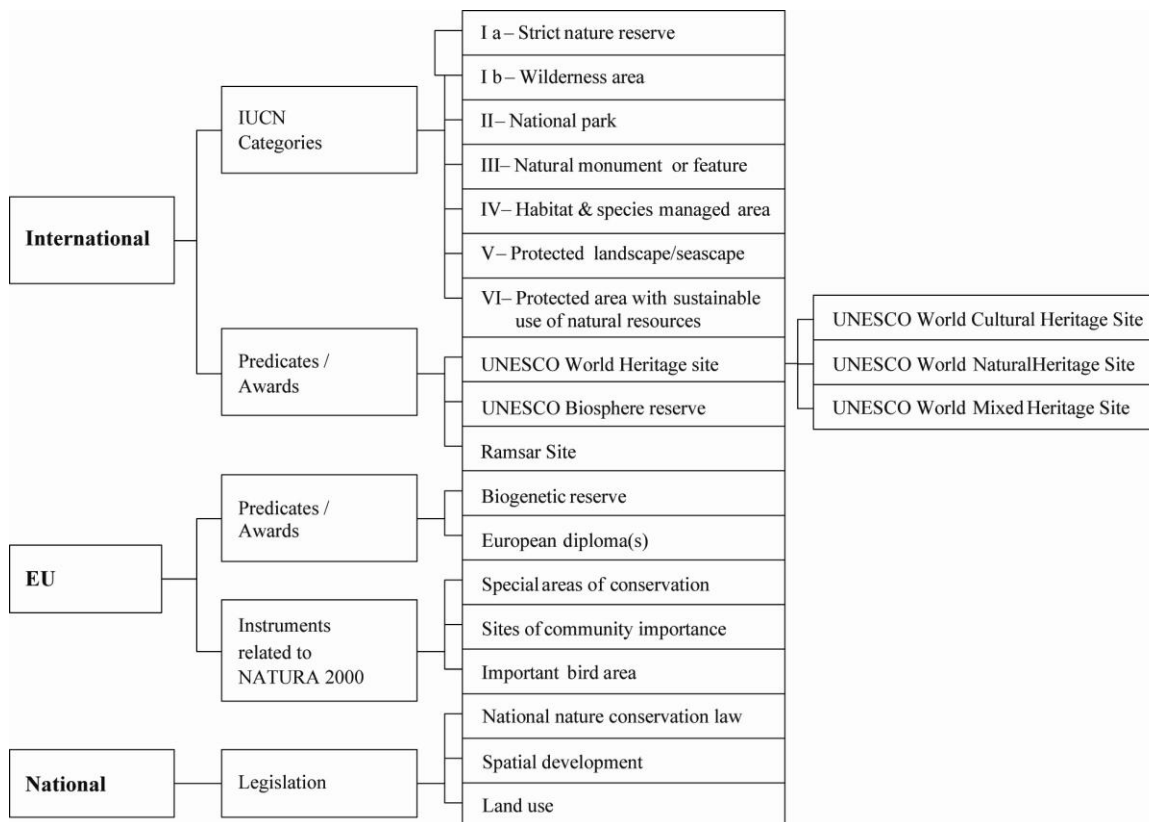 International
IUCN
Categories
I a – Strict nature reserve
I b – Wilderness area
II – National park
III – Natural monument or feature
IV – Habitat & species managed area
V – Protected landscape/seascape
VI – Protected area with sustainable
use of natural resources
Predicates /
Awards
UNESCO World Heritage site
UNESCO World Cultural Heritage Site
UNESCO World NaturalHeritage Site
UNESCO World Mixed Heritage Site
UNESCO Biosphere reserve
Ramsar Site
EU
Predicates /
Awards
Biogenetic reserve
European diploma(s)
Instruments
related to
NATURA 2000
Special areas of conservation
Sites of community importance
Important bird area
National
Legislation
National nature conservation law
Spatial development
Land use